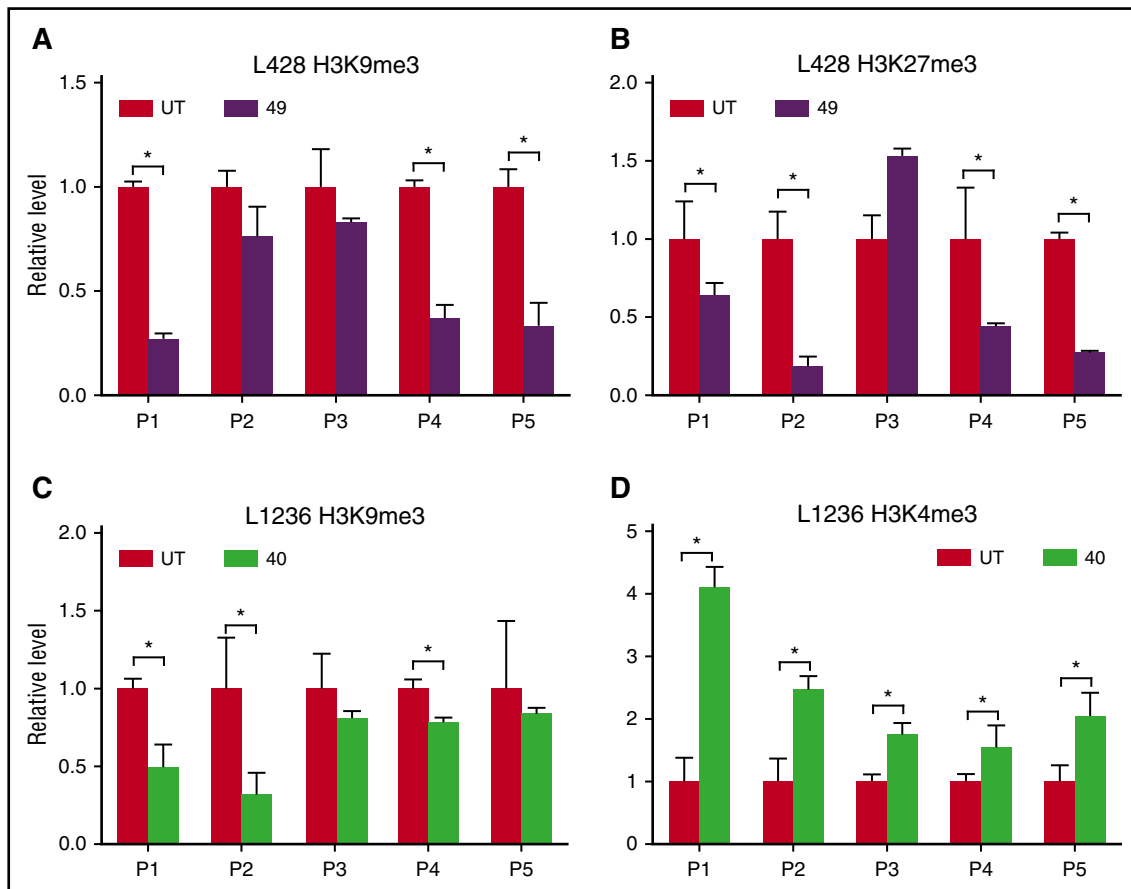 A
L428 H3K9me3
UT 49
Relative level
1.5
1.0
0.5
0.0
* * *
P1 P2 P3 P4 P5
B
L428 H3K27me3
UT 49
2.0
1.5
1.0
0.5
0.0
* * * *
P1 P2 P3 P4 P5
C
L1236 H3K9me3
UT 40
Relative level
2.0
1.5
1.0
0.5
0.0
* * *
P1 P2 P3 P4 P5
D
L1236 H3K4me3
UT 40
5
4
3
2
1
0
* * * * *
P1 P2 P3 P4 P5